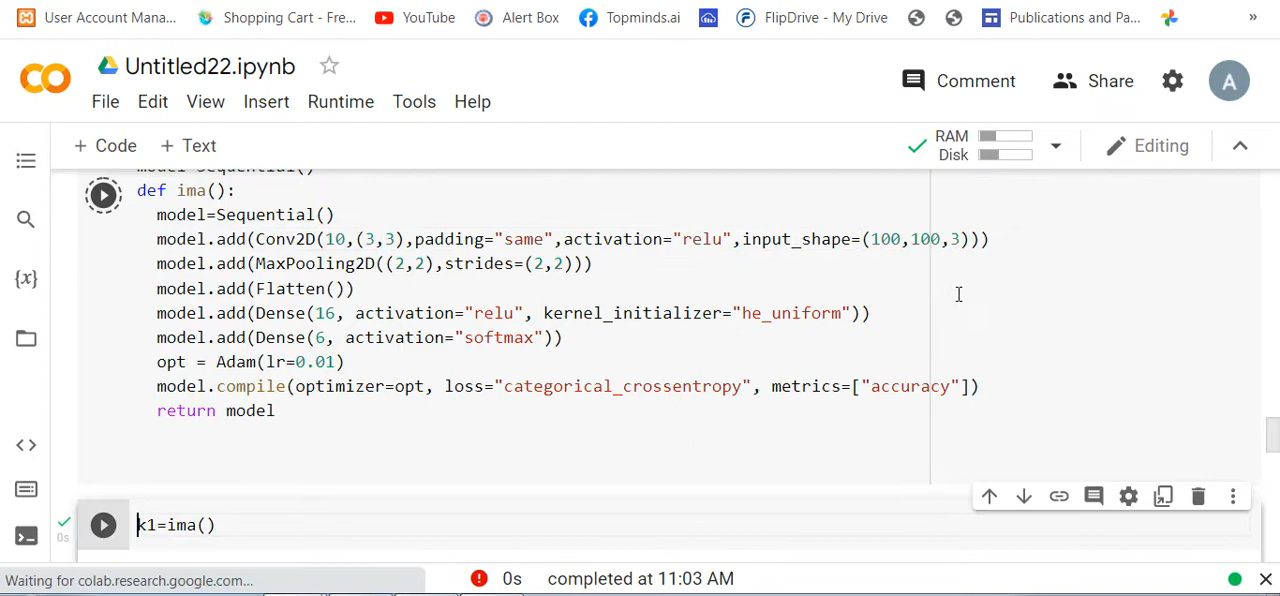 User Account Mana... Shopping Cart - Fre... YouTube Alert Box Topminds.ai FlipDrive - My Drive Publications and Pa... »
CO Untitled22.ipynb Comment Share A
File Edit View Insert Runtime Tools Help
+ Code + Text RAM Disk Editing
model=Sequential()
def ima():
model=Sequential()
model.add(Conv2D(10,(3,3),padding="same",activation="relu",input_shape=(100,100,3)))
model.add(MaxPooling2D((2,2),strides=(2,2)))
model.add(Flatten())
model.add(Dense(16, activation="relu", kernel_initializer="he_uniform"))
model.add(Dense(6, activation="softmax"))
opt = Adam(lr=0.01)
model.compile(optimizer=opt, loss="categorical_crossentropy", metrics=["accuracy"])
return model
0s k1=ima()
Waiting for colab.research.google.com... 0s completed at 11:03 AM